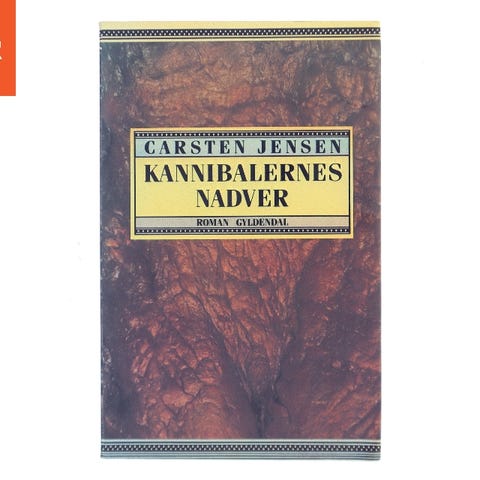 CARSTEN JENSEN
KANNIBALERNES
NADVER
ROMAN GYLDENDAL